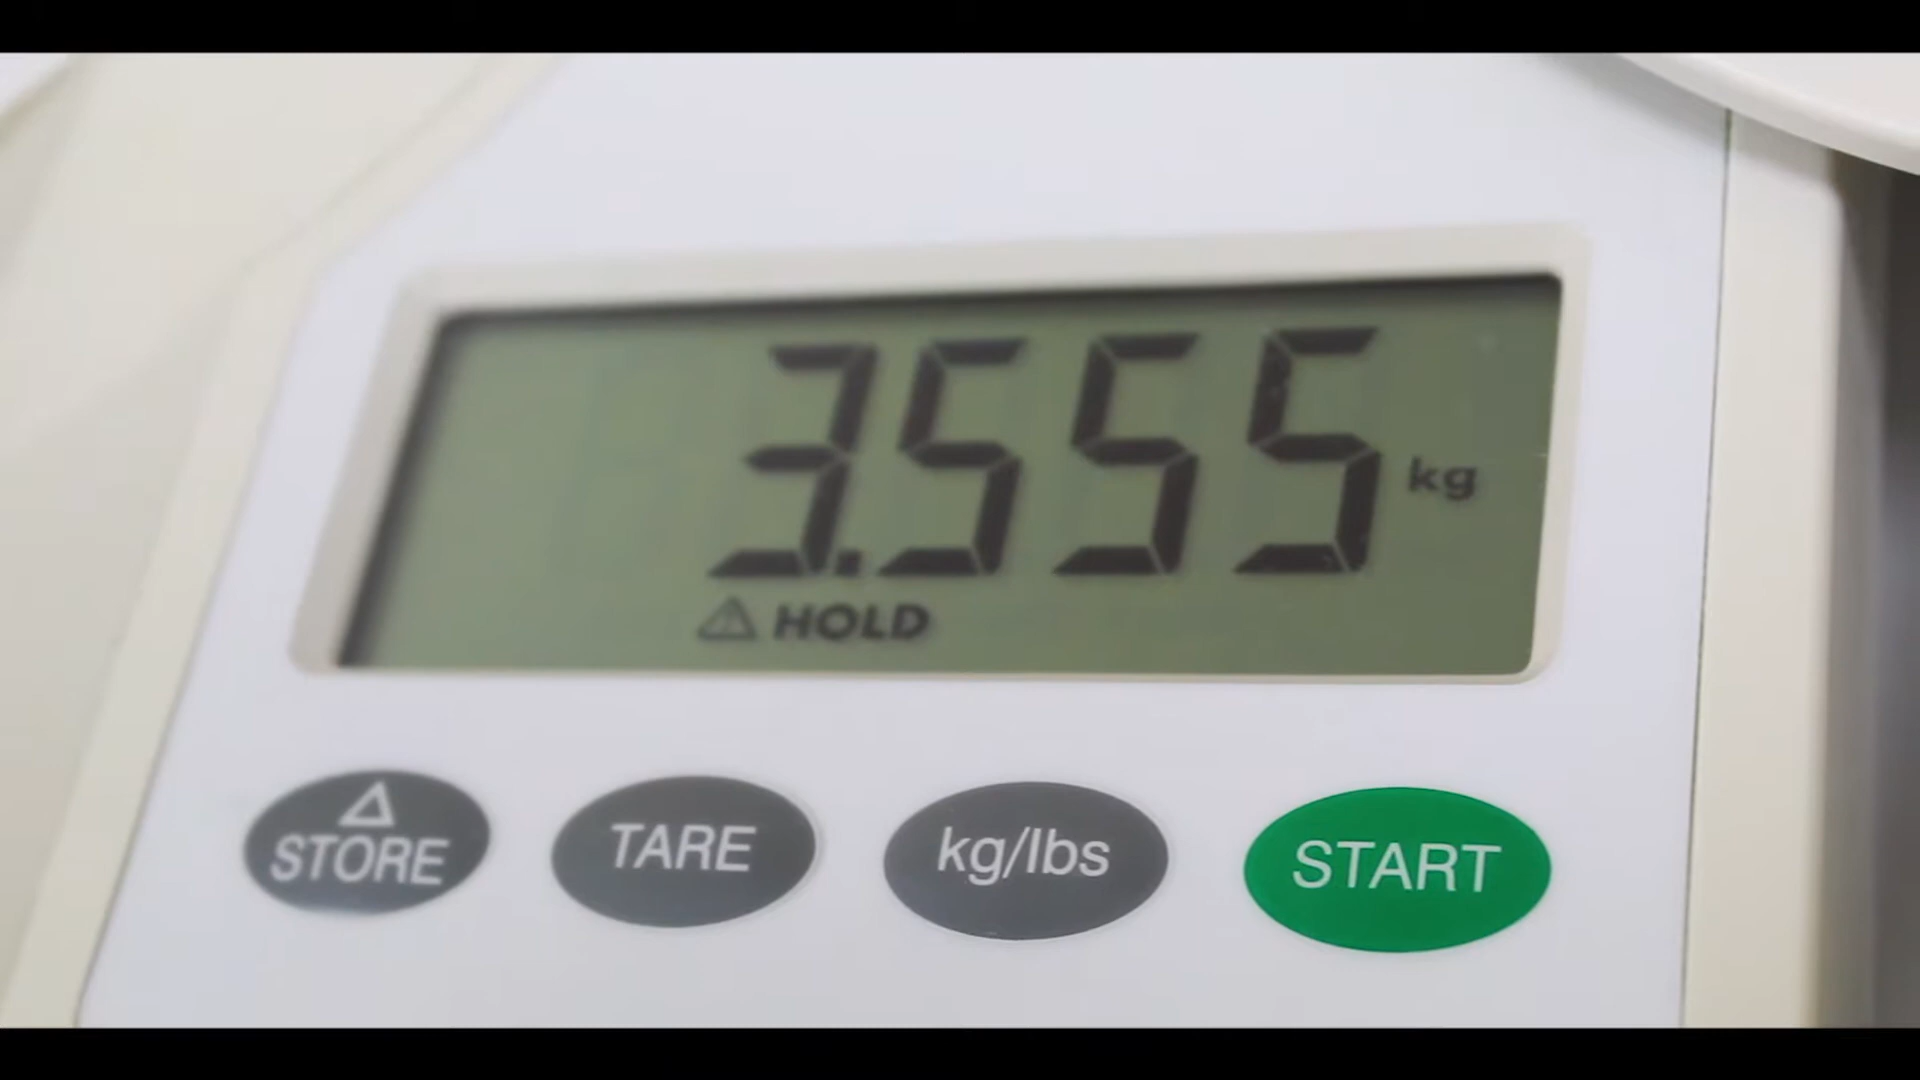 3.555 kg
⚠ HOLD
△
STORE TARE kg/lbs START